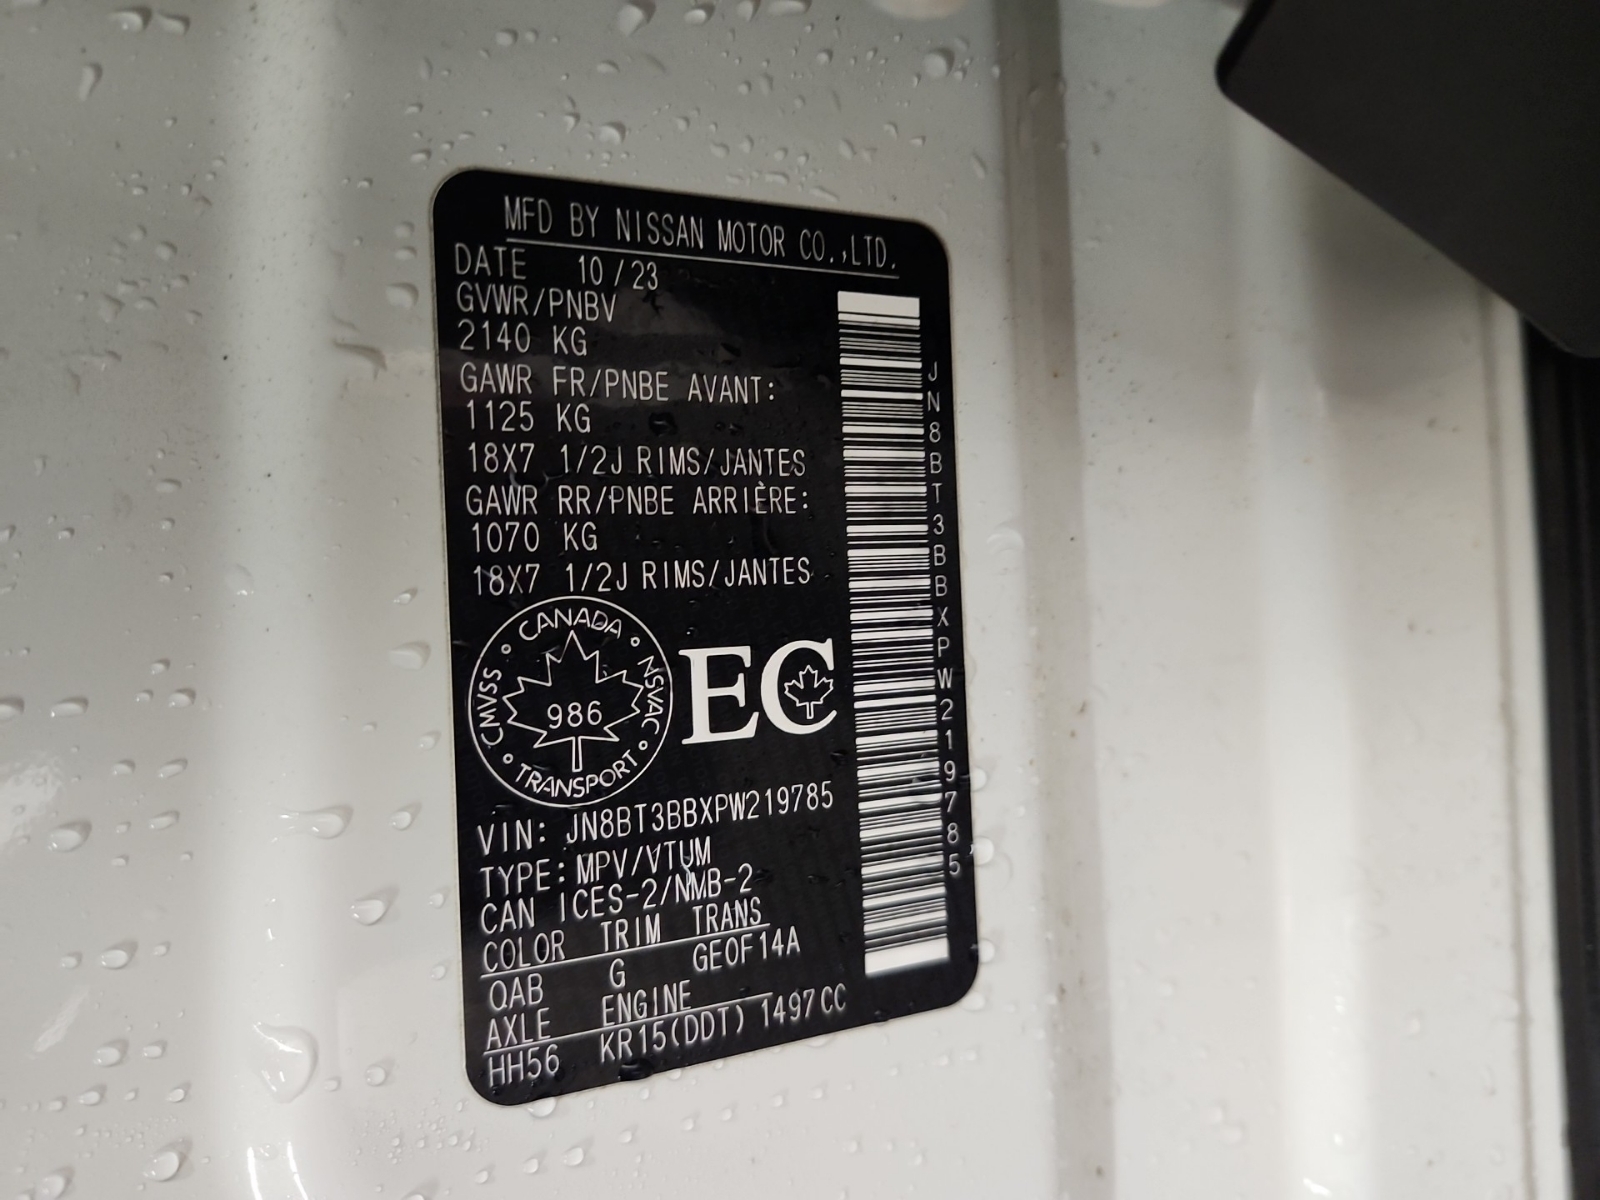 MFD BY NISSAN MOTOR CO.,LTD.
DATE 10/23
GVWR/PNBV
2140 KG
GAWR FR/PNBE AVANT:
1125 KG
18X7 1/2J RIMS/JANTES
GAWR RR/PNBE ARRIÈRE:
1070 KG
18X7 1/2J RIMS/JANTES
CANADA
CMVSS
NSVAC
986
TRANSPORT
EC
VIN: JN8BT3BBXPW219785
TYPE: MPV/VTUM
CAN ICES-2/NMB-2
COLOR TRIM TRANS
QAB G GEOF14A
AXLE ENGINE
HH56 KR15(DDT) 1497CC
JN8BT3BBXPW219785